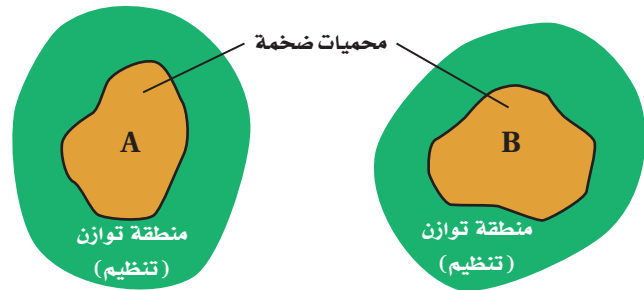 محميات ضخمة
A
B
منطقة توازن
(تنظيم)
منطقة توازن
(تنظيم)